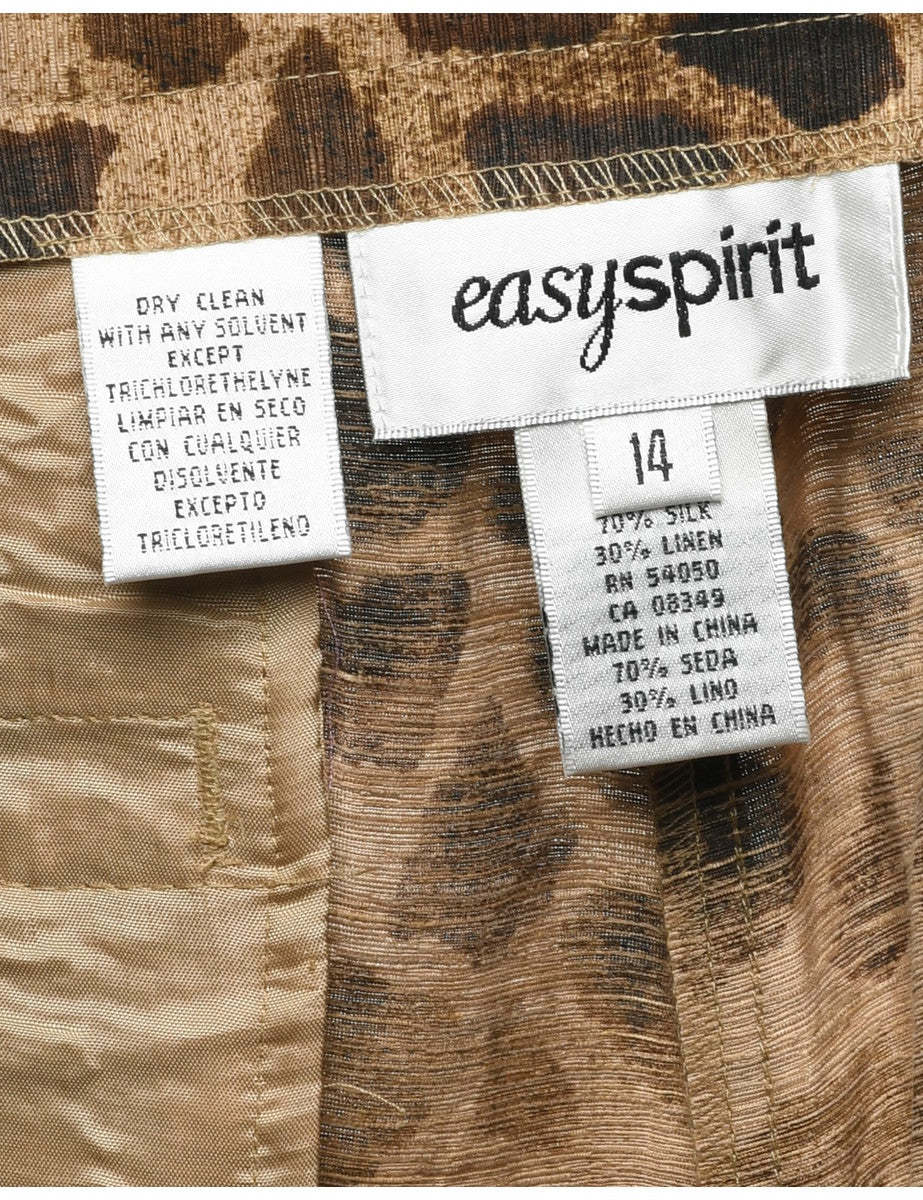 easyspirit
DRY CLEAN
WITH ANY SOLVENT
EXCEPT
TRICHLORETHELYNE
LIMPIAR EN SECO
CON CUALQUIER
DISOLVENTE
EXCEPTO
TRICLORETILENO
14
70% SILK
30% LINEN
RN 54050
CA 08349
MADE IN CHINA
70% SEDA
30% LINO
HECHO EN CHINA